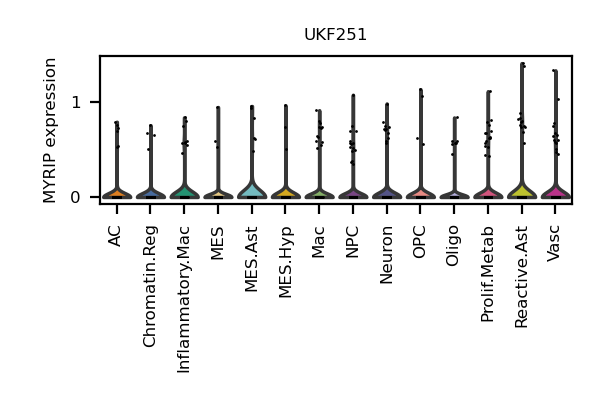 UKF251
MYRIP expression
1
0
AC
Chromatin.Reg
Inflammatory.Mac
MES
MES.Ast
MES.Hyp
Mac
NPC
Neuron
OPC
Oligo
Prolif.Metab
Reactive.Ast
Vasc